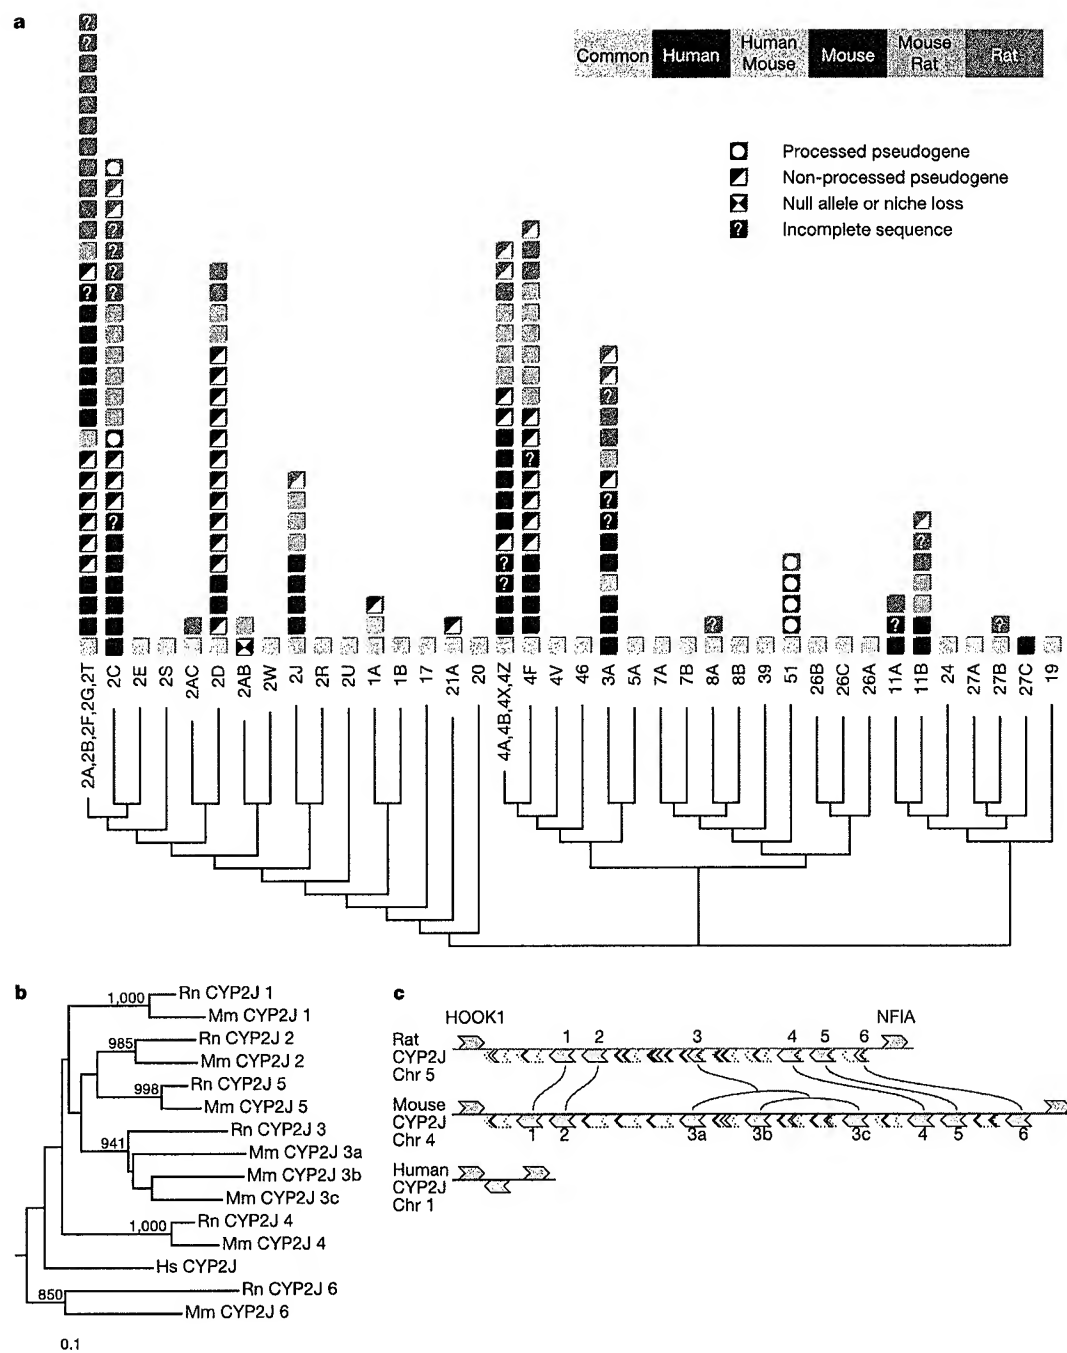 a
Common
Human
Human
Mouse
Mouse
Mouse
Rat
Rat
Processed pseudogene
Non-processed pseudogene
Null allele or niche loss
? Incomplete sequence
2A,2B,2F,2G,2T
2C
2E
2S
2AC
2D
2AB
2W
2J
2R
2U
1A
1B
17
21A
20
4A,4B,4X,4Z
4F
4V
46
3A
5A
7A
7B
8A
8B
39
51
26B
26C
26A
11A
11B
24
27A
27B
27C
19
b
1,000
Rn CYP2J 1
Mm CYP2J 1
985
Rn CYP2J 2
Mm CYP2J 2
998
Rn CYP2J 5
Mm CYP2J 5
941
Rn CYP2J 3
Mm CYP2J 3a
Mm CYP2J 3b
Mm CYP2J 3c
1,000
Rn CYP2J 4
Mm CYP2J 4
Hs CYP2J
850
Rn CYP2J 6
Mm CYP2J 6
0.1
c
HOOK1
NFIA
Rat
CYP2J
Chr 5
1 2 3 4 5 6
Mouse
CYP2J
Chr 4
1 2 3a 3b 3c 4 5 6
Human
CYP2J
Chr 1